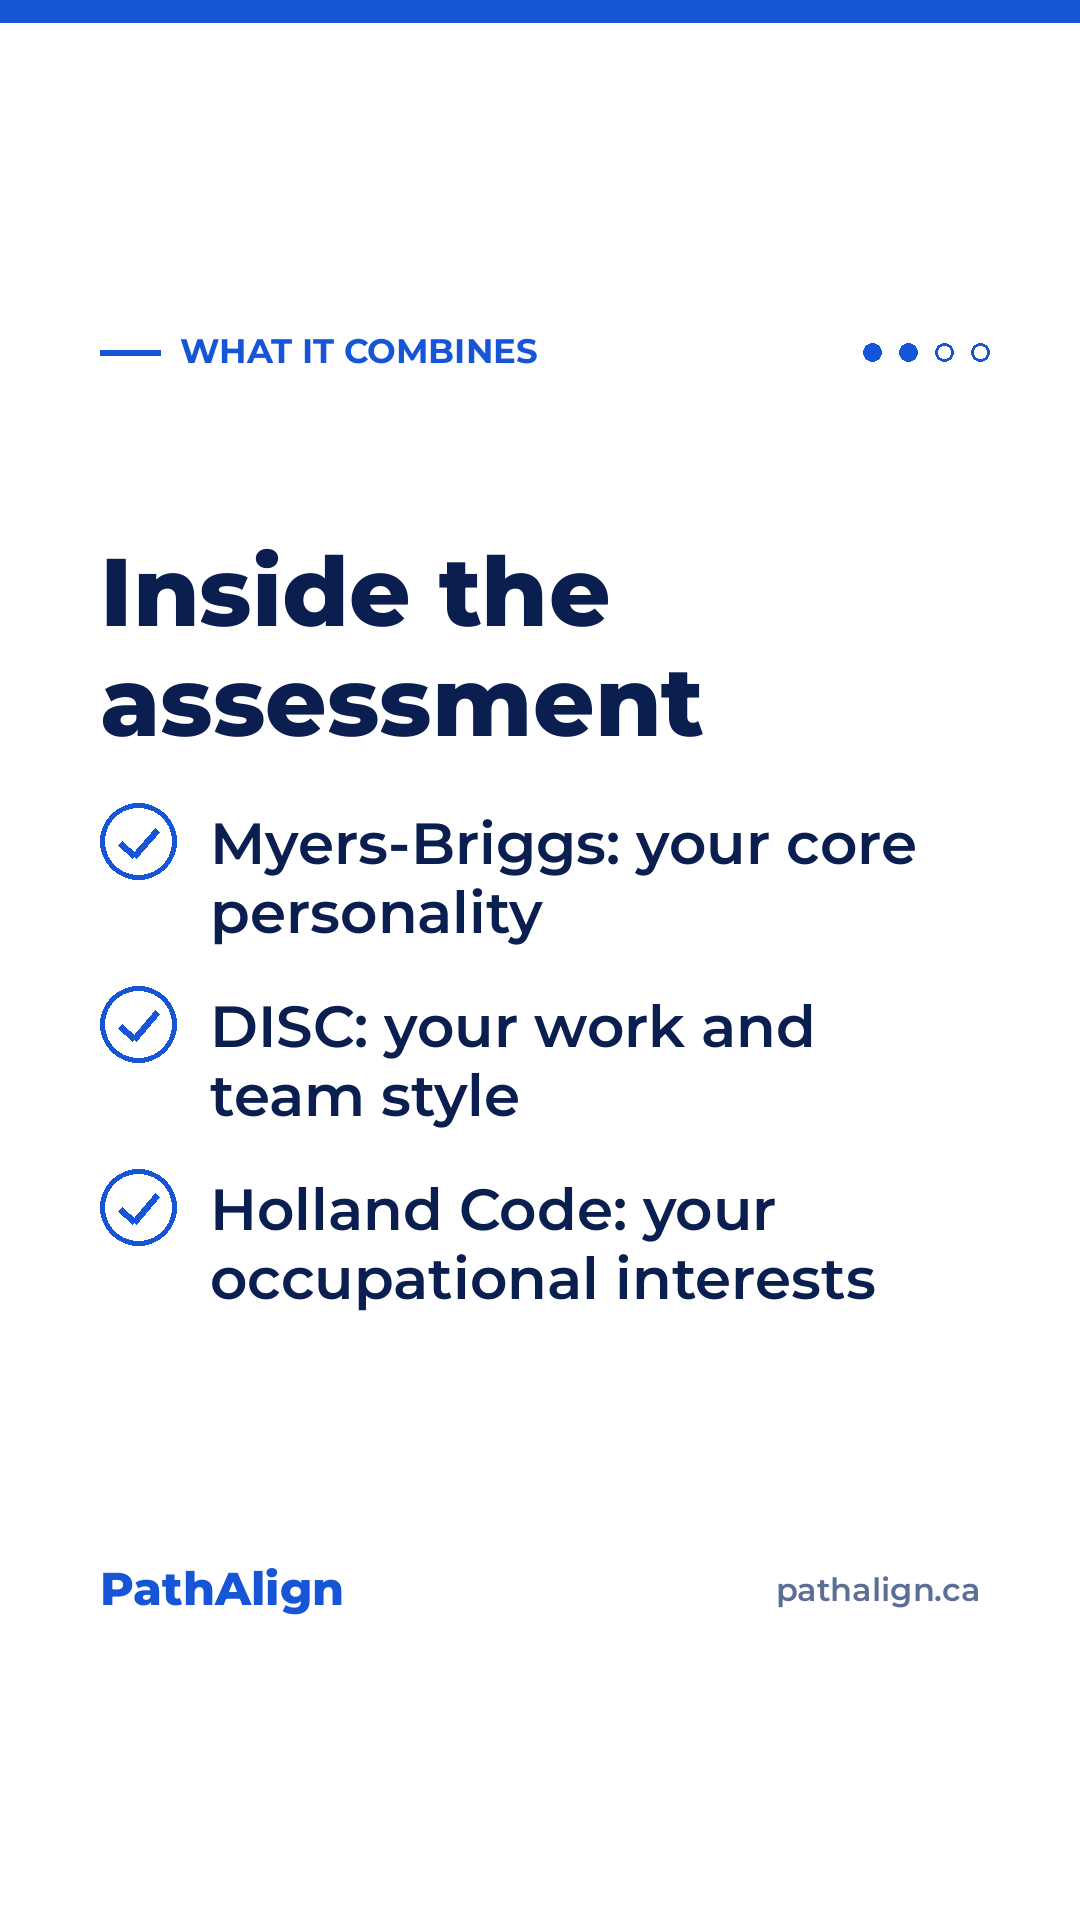 WHAT IT COMBINES
Inside the
assessment
Myers-Briggs: your core
personality
DISC: your work and
team style
Holland Code: your
occupational interests
PathAlign
pathalign.ca